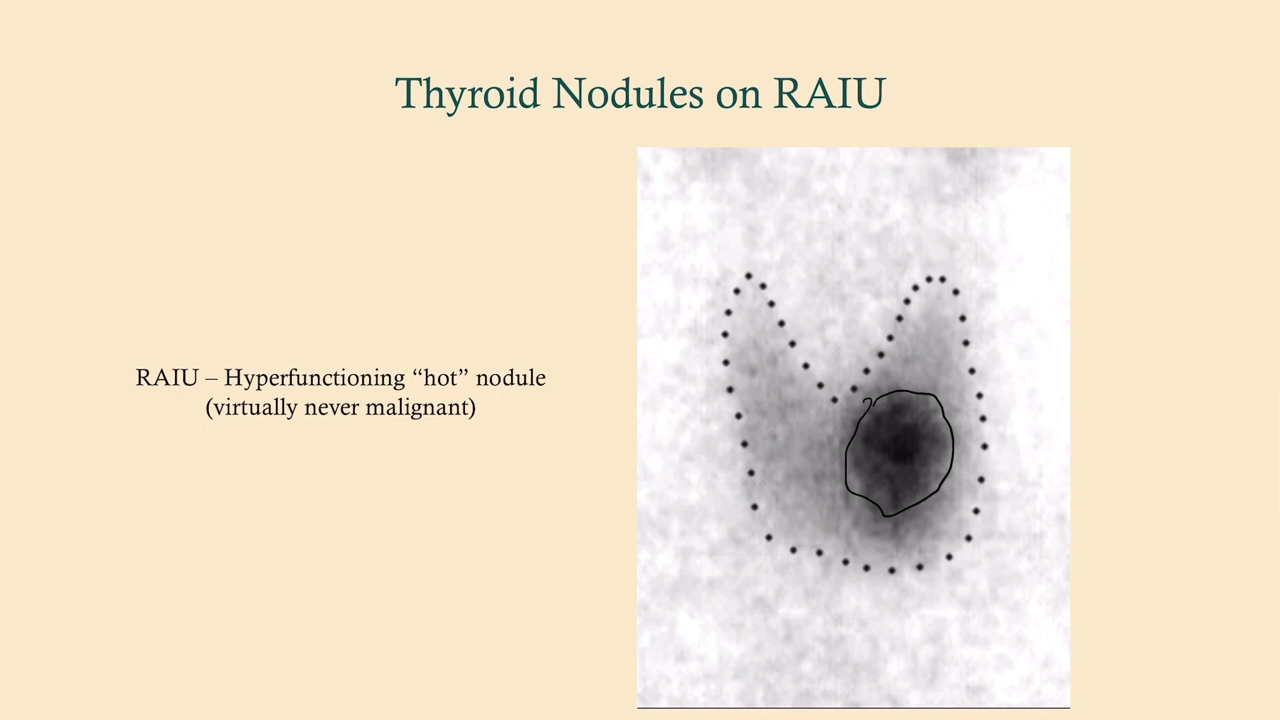 Thyroid Nodules on RAIU
RAIU – Hyperfunctioning “hot” nodule
(virtually never malignant)